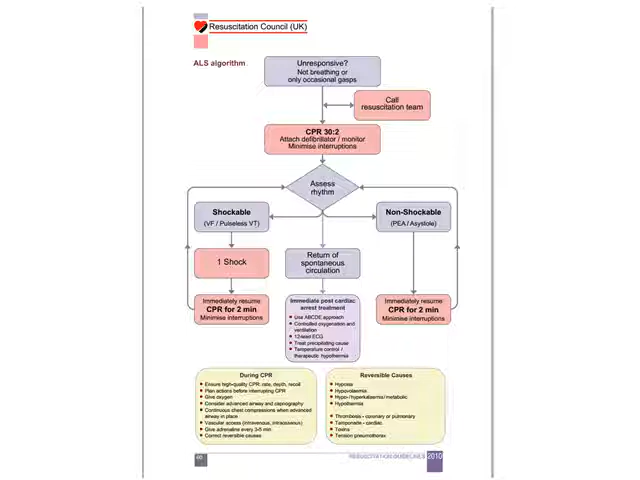 Resuscitation Council (UK)
ALS algorithm
Unresponsive?
Not breathing or
only occasional gasps
Call
resuscitation team
CPR 30:2
Attach defibrillator / monitor
Minimise interruptions
Assess
rhythm
Shockable
(VF / Pulseless VT)
Non-Shockable
(PEA / Asystole)
1 Shock
Return of
spontaneous
circulation
Immediately resume
CPR for 2 min
Minimise interruptions
Immediate post cardiac
arrest treatment
• Use ABCDE approach
• Controlled oxygenation and
ventilation
• 12-lead ECG
• Treat precipitating cause
• Temperature control /
therapeutic hypothermia
Immediately resume
CPR for 2 min
Minimise interruptions
During CPR
• Ensure high-quality CPR: rate, depth, recoil
• Plan actions before interrupting CPR
• Give oxygen
• Consider advanced airway and capnography
• Continuous chest compressions when advanced
airway in place
• Vascular access (intravenous, intraosseous)
• Give adrenaline every 3-5 min
• Correct reversible causes
Reversible Causes
• Hypoxia
• Hypovolaemia
• Hypo- / hyperkalaemia / metabolic
• Hypothermia
• Thrombosis - coronary or pulmonary
• Tamponade - cardiac
• Toxins
• Tension pneumothorax
60
RESUSCITATION GUIDELINES 2010